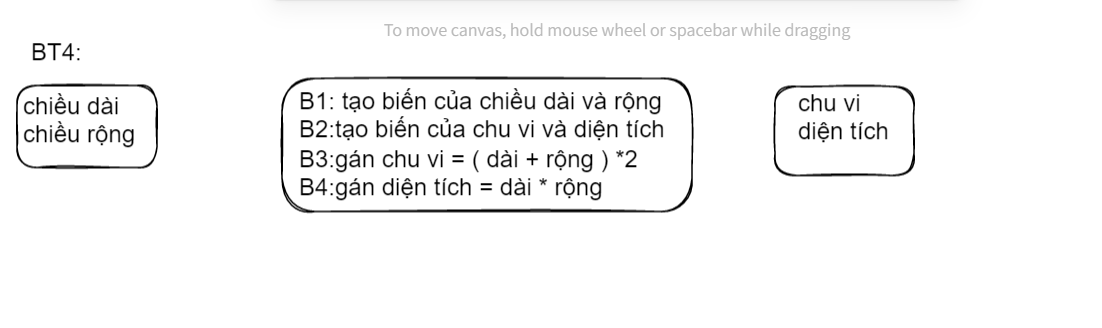 To move canvas, hold mouse wheel or spacebar while dragging
BT4:
chiều dài
chiều rộng
B1: tạo biến của chiều dài và rộng
B2:tạo biến của chu vi và diện tích
B3:gán chu vi = ( dài + rộng ) *2
B4:gán diện tích = dài * rộng
chu vi
diện tích